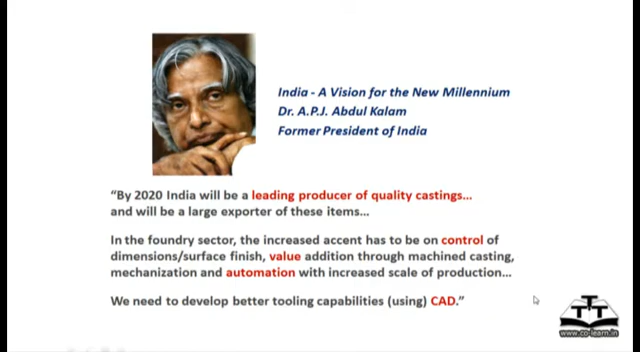 India - A Vision for the New Millennium
Dr. A.P.J. Abdul Kalam
Former President of India
“By 2020 India will be a leading producer of quality castings…
and will be a large exporter of these items…
In the foundry sector, the increased accent has to be on control of
dimensions/surface finish, value addition through machined casting,
mechanization and automation with increased scale of production…
We need to develop better tooling capabilities (using) CAD.”
TTT
www.co-learn.in